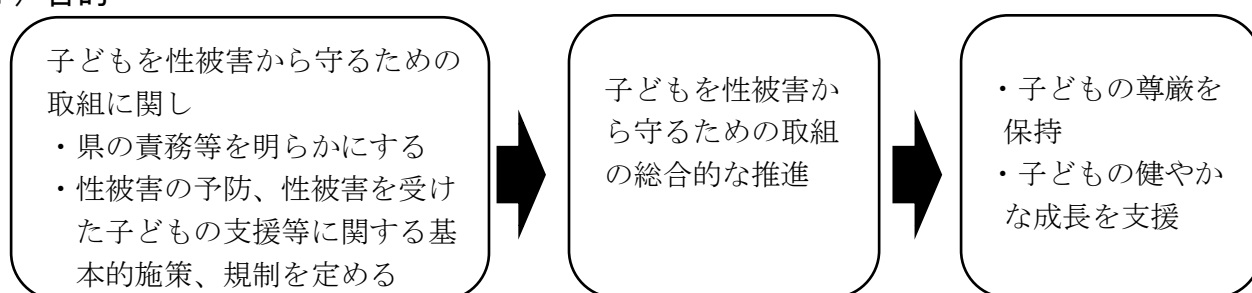 子どもを性被害から守るための
取組に関し
・県の責務等を明らかにする
・性被害の予防、性被害を受け
た子どもの支援等に関する基
本的施策、規制を定める
子どもを性被害か
ら守るための取組
の総合的な推進
・子どもの尊厳を
保持
・子どもの健やか
な成長を支援